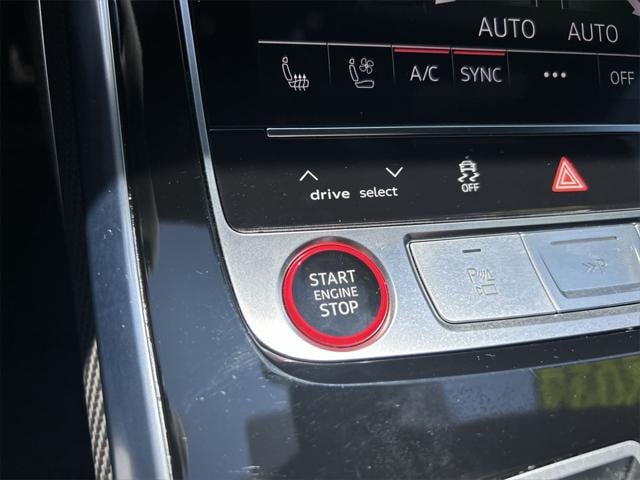 AUTO AUTO
A/C SYNC OFF
drive select
OFF
START
ENGINE
STOP
P
P